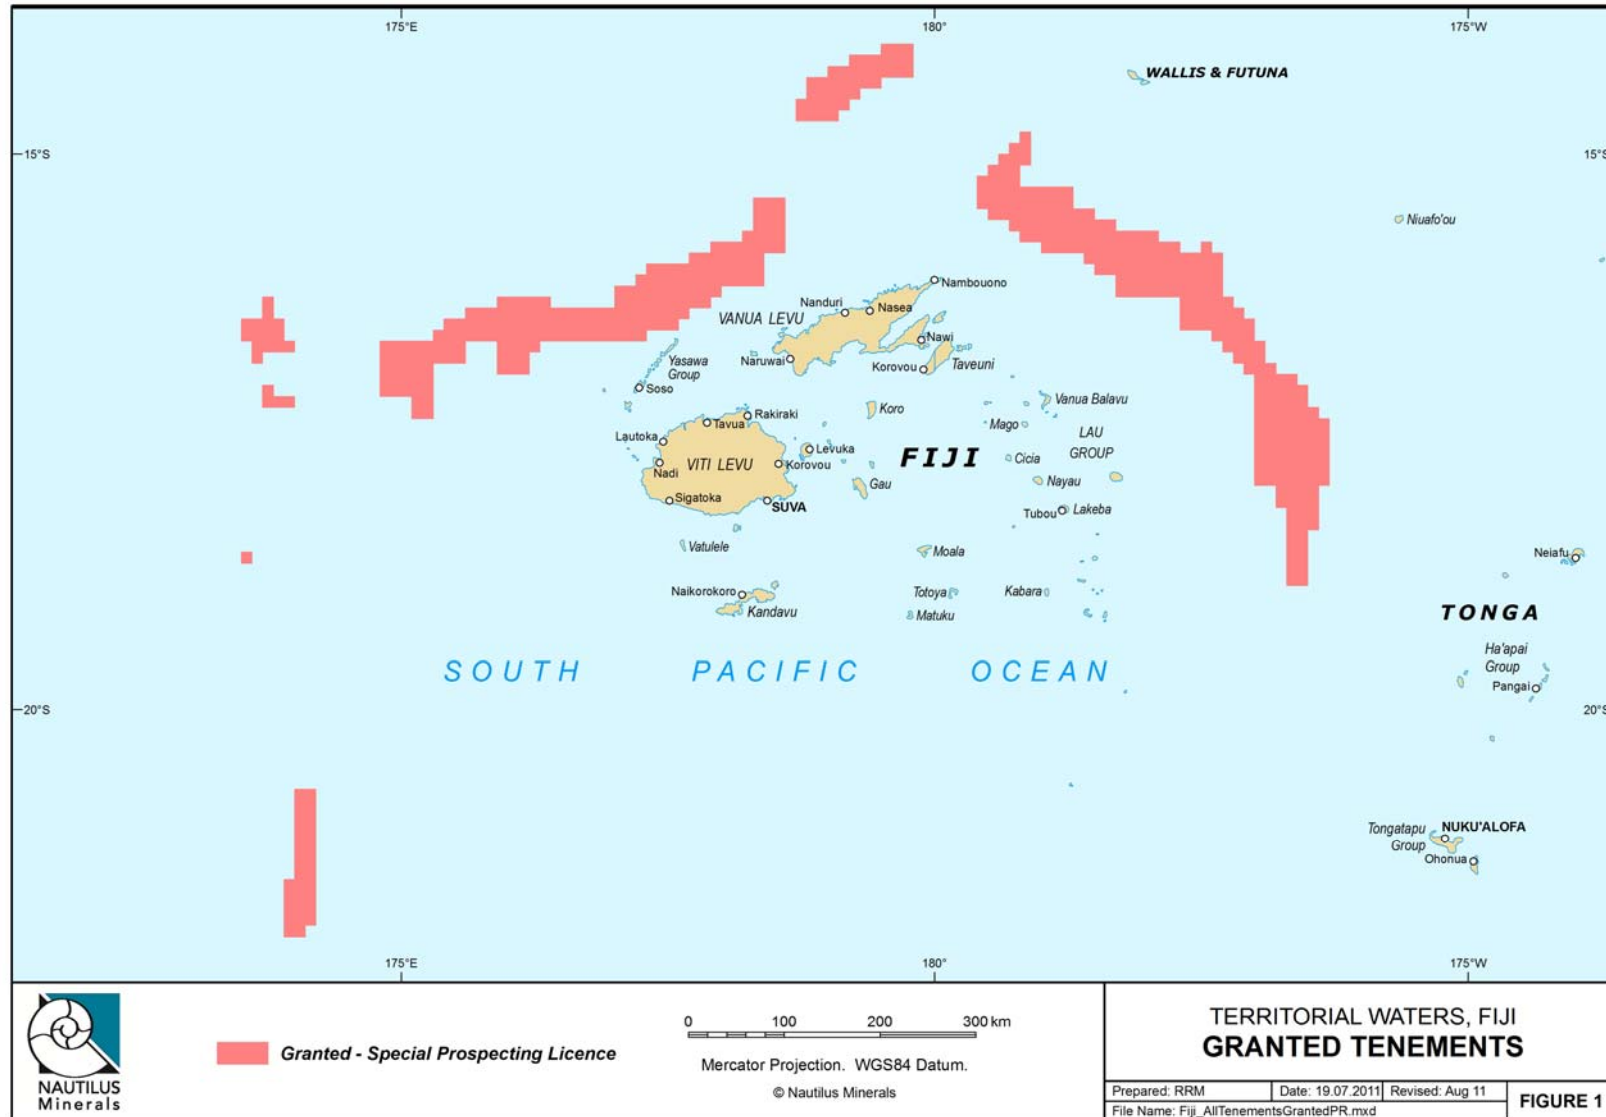 175°E 180° 175°W
WALLIS & FUTUNA
15°S 15°S
Niuafo'ou
Nambouono
Nanduri Nasea
VANUA LEVU
Nawi
Yasawa
Group
Naruwai
Korovou Taveuni
Soso
Vanua Balavu
Koro
Rakiraki
Tavua
Mago
LAU
GROUP
Lautoka
Levuka
FIJI
Cicia
VITI LEVU
Korovou
Nadi
Gau
Nayau
Sigatoka
SUVA
Tubou Lakeba
Vatulele
Moala
Neiafu
Naikorokoro
Totoya
Kabara
Kandavu
Matuku
TONGA
Ha'apai
Group
SOUTH PACIFIC OCEAN
Pangai
20°S 20°S
Tongatapu
Group
NUKU'ALOFA
Ohonua
175°E 180° 175°W
NAUTILUS
Minerals
Granted - Special Prospecting Licence
0 100 200 300 km
Mercator Projection. WGS84 Datum.
© Nautilus Minerals
TERRITORIAL WATERS, FIJI
GRANTED TENEMENTS
Prepared: RRM Date: 19.07.2011 Revised: Aug 11
File Name: Fiji_AllTenementsGrantedPR.mxd
FIGURE 1